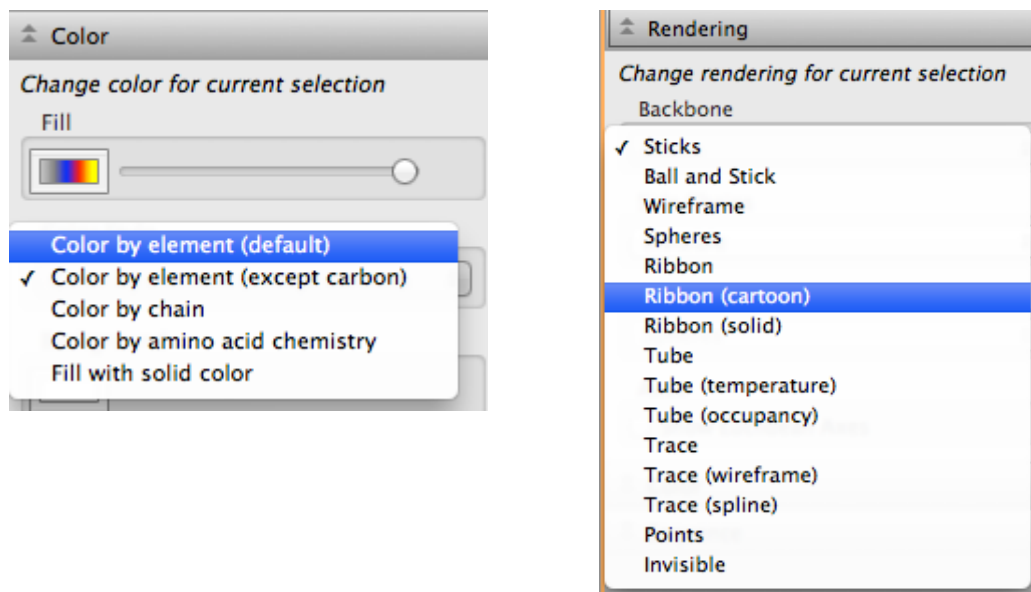 Color
Change color for current selection
Fill
Color by element (default)
✓ Color by element (except carbon)
Color by chain
Color by amino acid chemistry
Fill with solid color
Rendering
Change rendering for current selection
Backbone
✓ Sticks
Ball and Stick
Wireframe
Spheres
Ribbon
Ribbon (cartoon)
Ribbon (solid)
Tube
Tube (temperature)
Tube (occupancy)
Trace
Trace (wireframe)
Trace (spline)
Points
Invisible